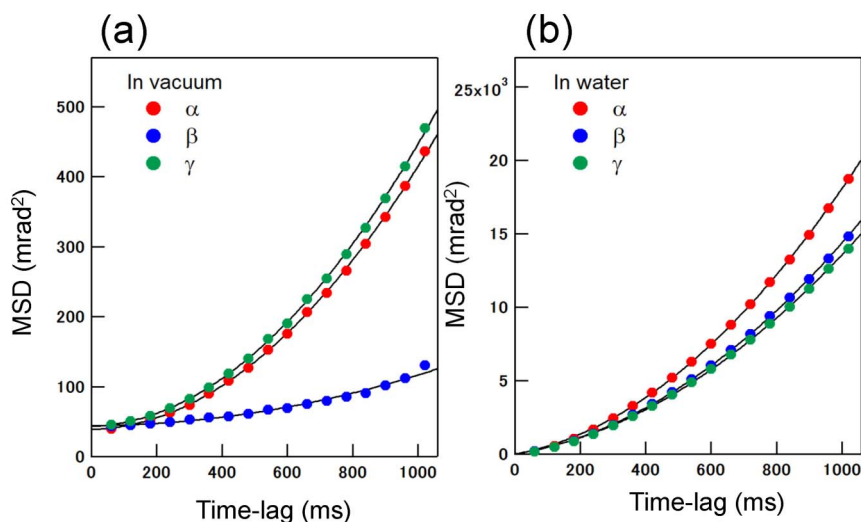 (a)
In vacuum
α
β
γ
500
400
300
200
100
0
MSD (mrad²)
0 200 400 600 800 1000
Time-lag (ms)
(b)
In water
α
β
γ
25x10³
20
15
10
5
0
MSD (mrad²)
0 200 400 600 800 1000
Time-lag (ms)